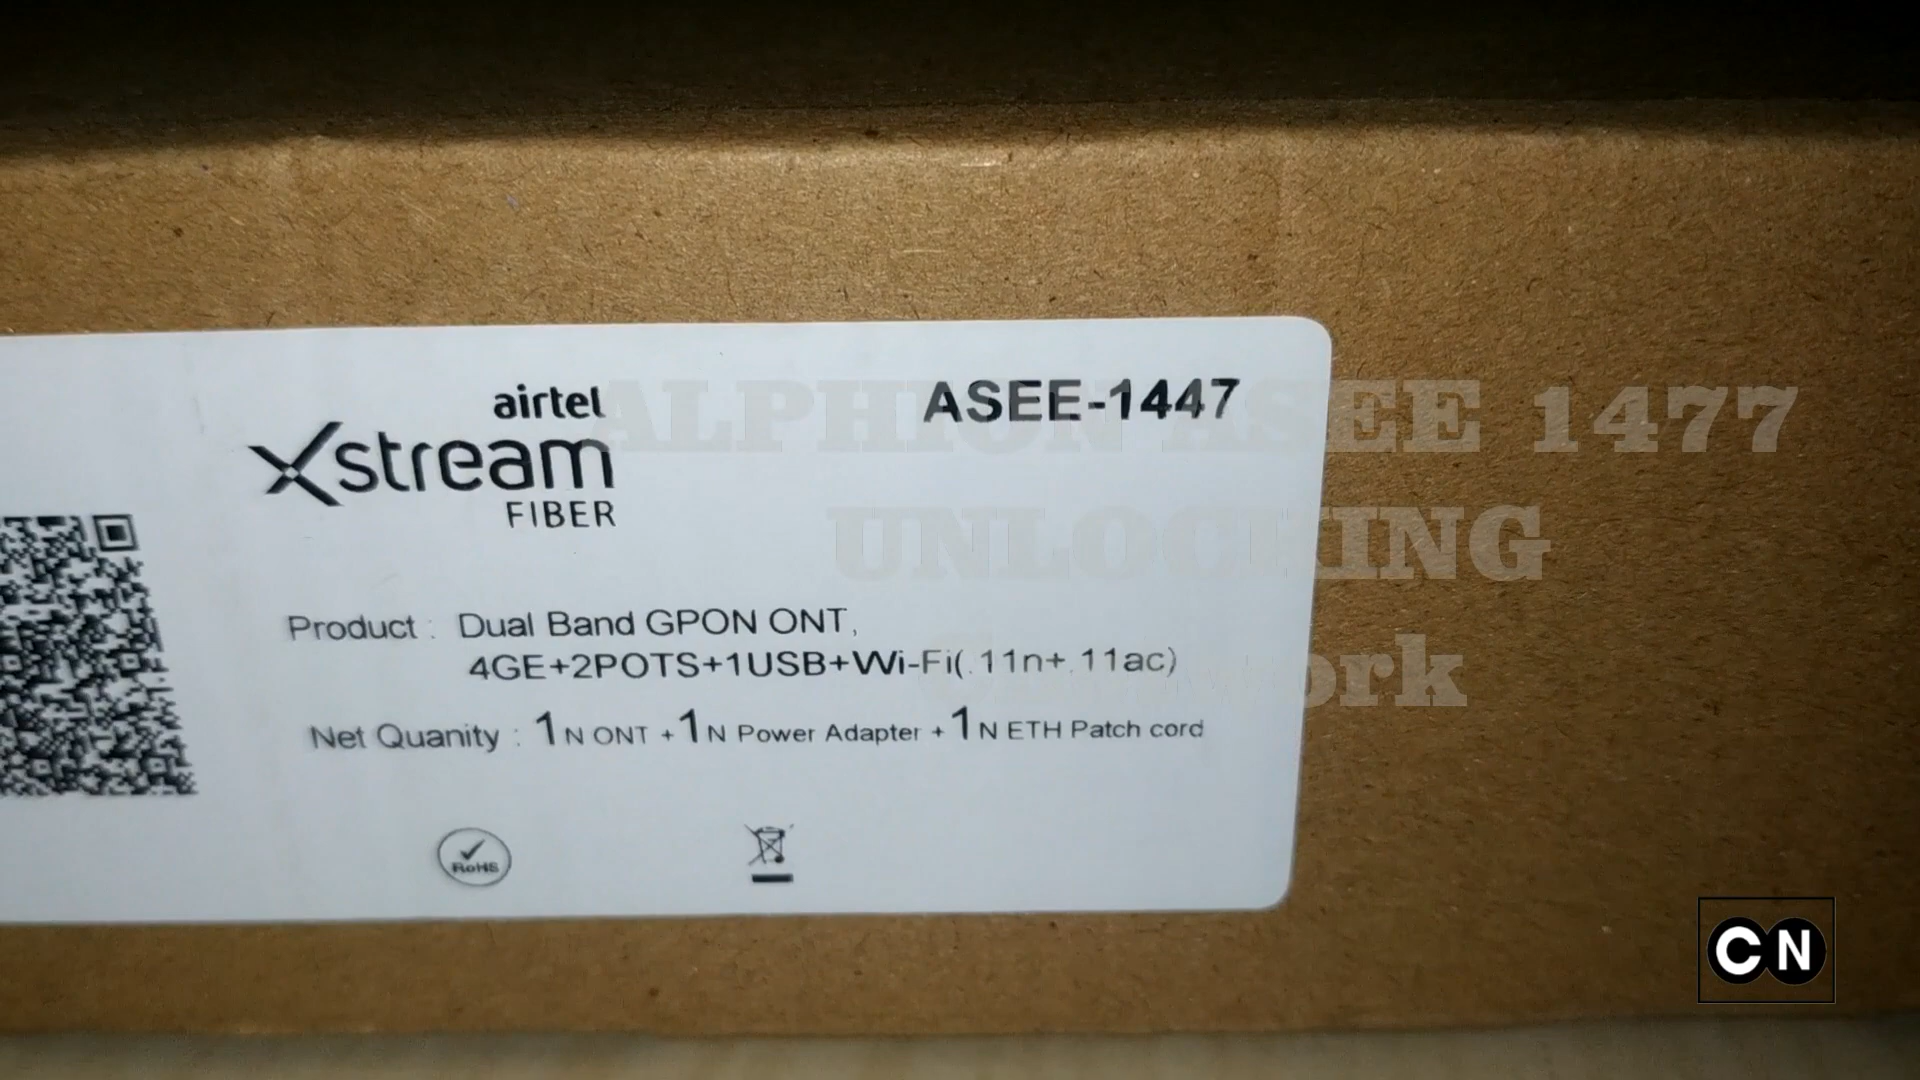 airtel
Xstream
FIBER
ASEE-1447
ALPHION ASEE 1477
UNLOCKING
Product : Dual Band GPON ONT,
4GE+2POTS+1USB+Wi-Fi(.11n+.11ac)
Net Quanity : 1N ONT + 1N Power Adapter + 1N ETH Patch cord
RoHS
CN